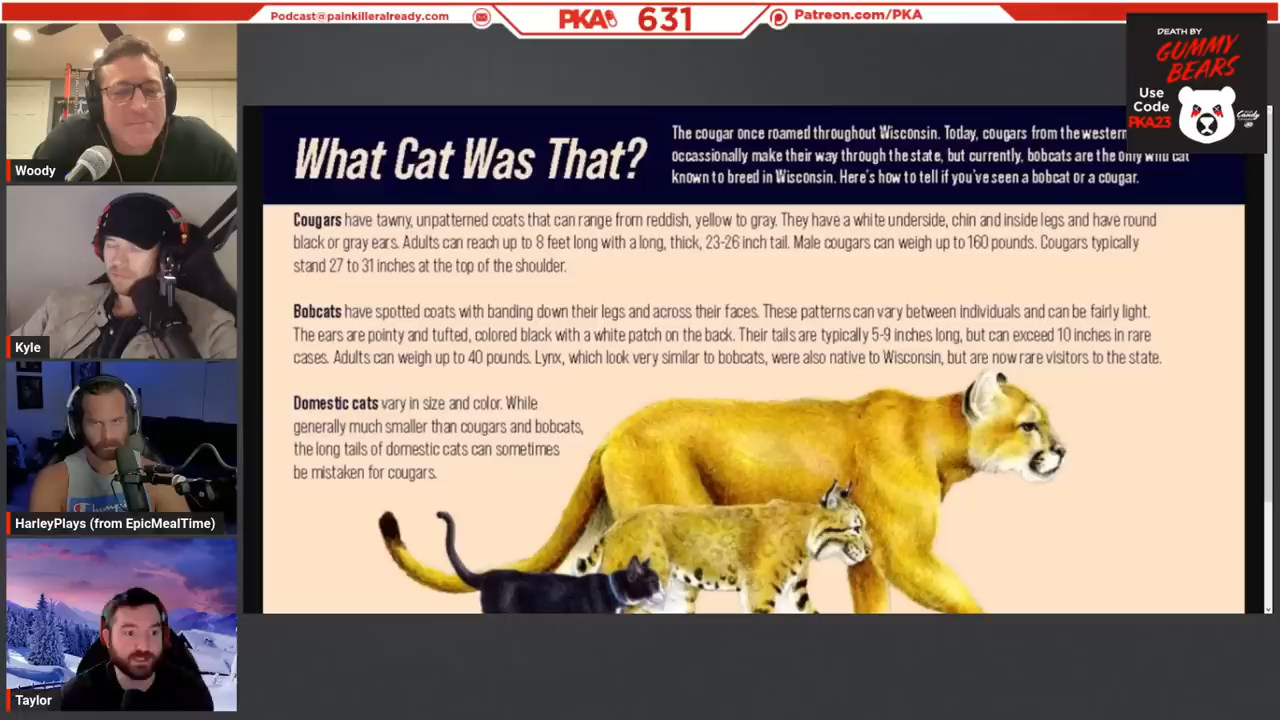 Podcast@painkilleralready.com
PKA 631
Patreon.com/PKA
DEATH BY
GUMMY
BEARS
Use
Code
PKA23
Candy
Woody
Kyle
HarleyPlays (from EpicMealTime)
Taylor
What Cat Was That?
The cougar once roamed throughout Wisconsin. Today, cougars from the western
occassionally make their way through the state, but currently, bobcats are the only wild cat
known to breed in Wisconsin. Here's how to tell if you've seen a bobcat or a cougar.
Cougars have tawny, unpatterned coats that can range from reddish, yellow to gray. They have a white underside, chin and inside legs and have round
black or gray ears. Adults can reach up to 8 feet long with a long, thick, 23-26 inch tail. Male cougars can weigh up to 160 pounds. Cougars typically
stand 27 to 31 inches at the top of the shoulder.
Bobcats have spotted coats with banding down their legs and across their faces. These patterns can vary between individuals and can be fairly light.
The ears are pointy and tufted, colored black with a white patch on the back. Their tails are typically 5-9 inches long, but can exceed 10 inches in rare
cases. Adults can weigh up to 40 pounds. Lynx, which look very similar to bobcats, were also native to Wisconsin, but are now rare visitors to the state.
Domestic cats vary in size and color. While
generally much smaller than cougars and bobcats,
the long tails of domestic cats can sometimes
be mistaken for cougars.